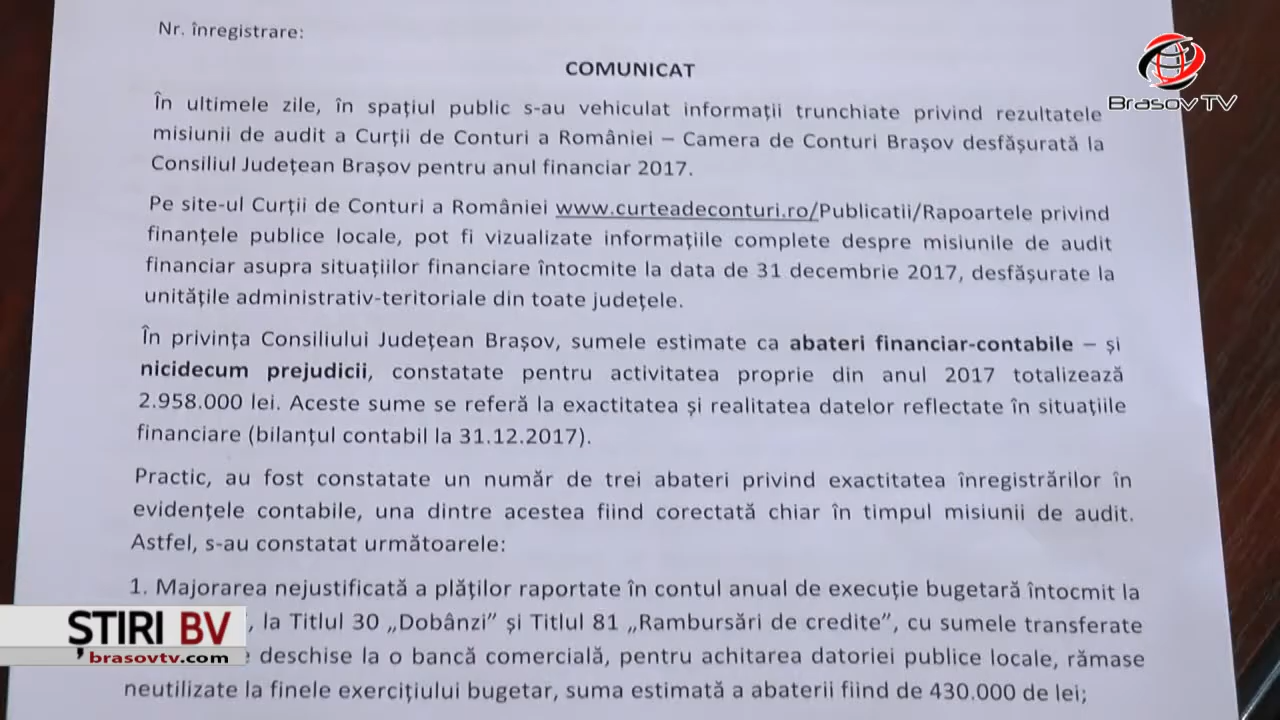 Nr. înregistrare:
COMUNICAT
În ultimele zile, în spațiul public s-au vehiculat informații trunchiate privind rezultatele
misiunii de audit a Curții de Conturi a României – Camera de Conturi Brașov desfășurată la
Consiliul Județean Brașov pentru anul financiar 2017.
Pe site-ul Curții de Conturi a României www.curteadeconturi.ro/Publicatii/Rapoartele privind
finanțele publice locale, pot fi vizualizate informațiile complete despre misiunile de audit
financiar asupra situațiilor financiare întocmite la data de 31 decembrie 2017, desfășurate la
unitățile administrativ-teritoriale din toate județele.
În privința Consiliului Județean Brașov, sumele estimate ca abateri financiar-contabile – și
nicidecum prejudicii, constatate pentru activitatea proprie din anul 2017 totalizează
2.958.000 lei. Aceste sume se referă la exactitatea și realitatea datelor reflectate în situațiile
financiare (bilanțul contabil la 31.12.2017).
Practic, au fost constatate un număr de trei abateri privind exactitatea înregistrărilor în
evidențele contabile, una dintre acestea fiind corectată chiar în timpul misiunii de audit.
Astfel, s-au constatat următoarele:
1. Majorarea nejustificată a plăților raportate în contul anual de execuție bugetară întocmit la
, la Titlul 30 „Dobânzi” și Titlul 81 „Rambursări de credite”, cu sumele transferate
deschise la o bancă comercială, pentru achitarea datoriei publice locale, rămase
neutilizate la finele exercițiului bugetar, suma estimată a abaterii fiind de 430.000 de lei;
Brasov TV
ȘTIRI BV
brasovtv.com